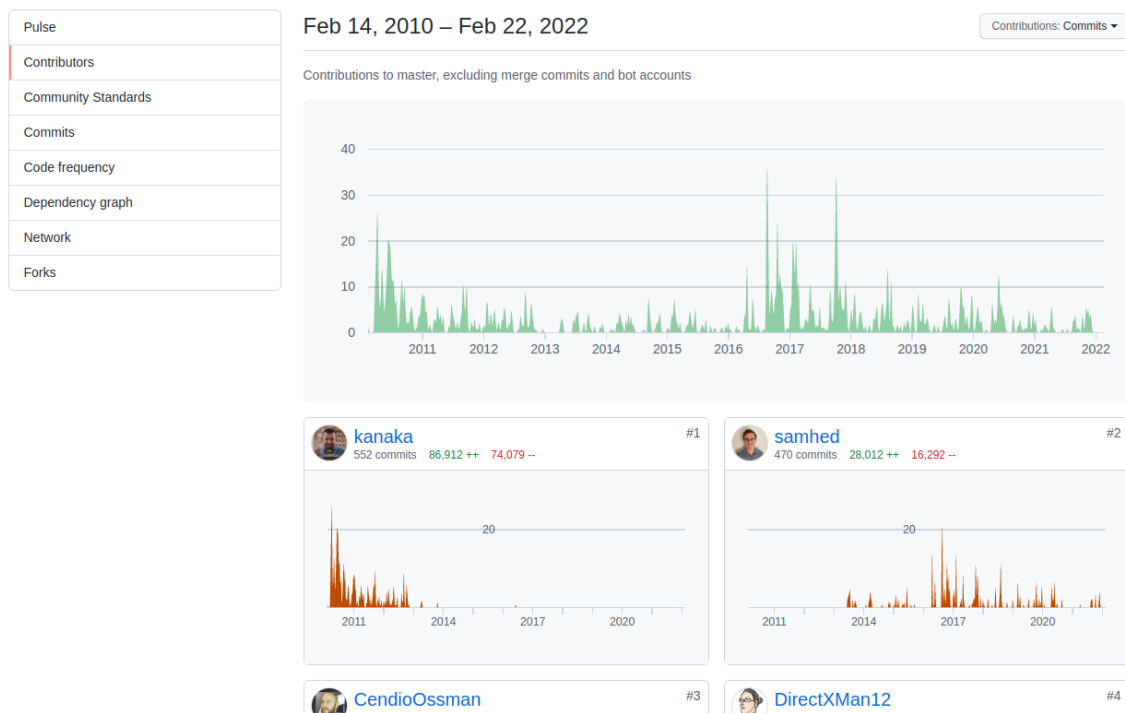 Pulse
Contributors
Community Standards
Commits
Code frequency
Dependency graph
Network
Forks
Feb 14, 2010 – Feb 22, 2022
Contributions: Commits
Contributions to master, excluding merge commits and bot accounts
40
30
20
10
0
2011 2012 2013 2014 2015 2016 2017 2018 2019 2020 2021 2022
kanaka #1
552 commits 86,912 ++ 74,079 --
20
2011 2014 2017 2020
samhed #2
470 commits 28,012 ++ 16,292 --
20
2011 2014 2017 2020
CendioOssman #3
DirectXMan12 #4